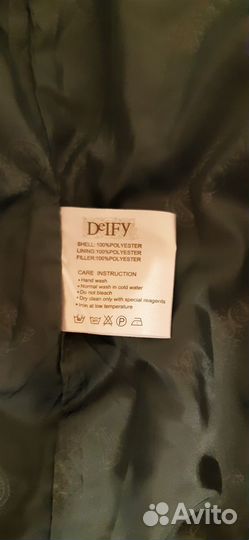 DeIFy
SHELL:100%POLYESTER
LINING:100%POLYESTER
FILLER:100%POLYESTER
CARE INSTRUCTION
• Hand wash
• Normal wash in cold water
• Do not bleach
• Dry clean only with special reagents
• Iron at low temperature
Avito